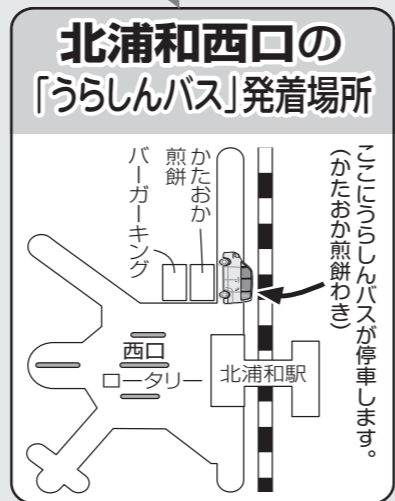 北浦和西口の
「うらしんバス」発着場所
ここにうらしんバスが停車します。
(かたおか煎餅わき)
かたおか
煎餅
バーガーキング
西口
ロータリー
北浦和駅